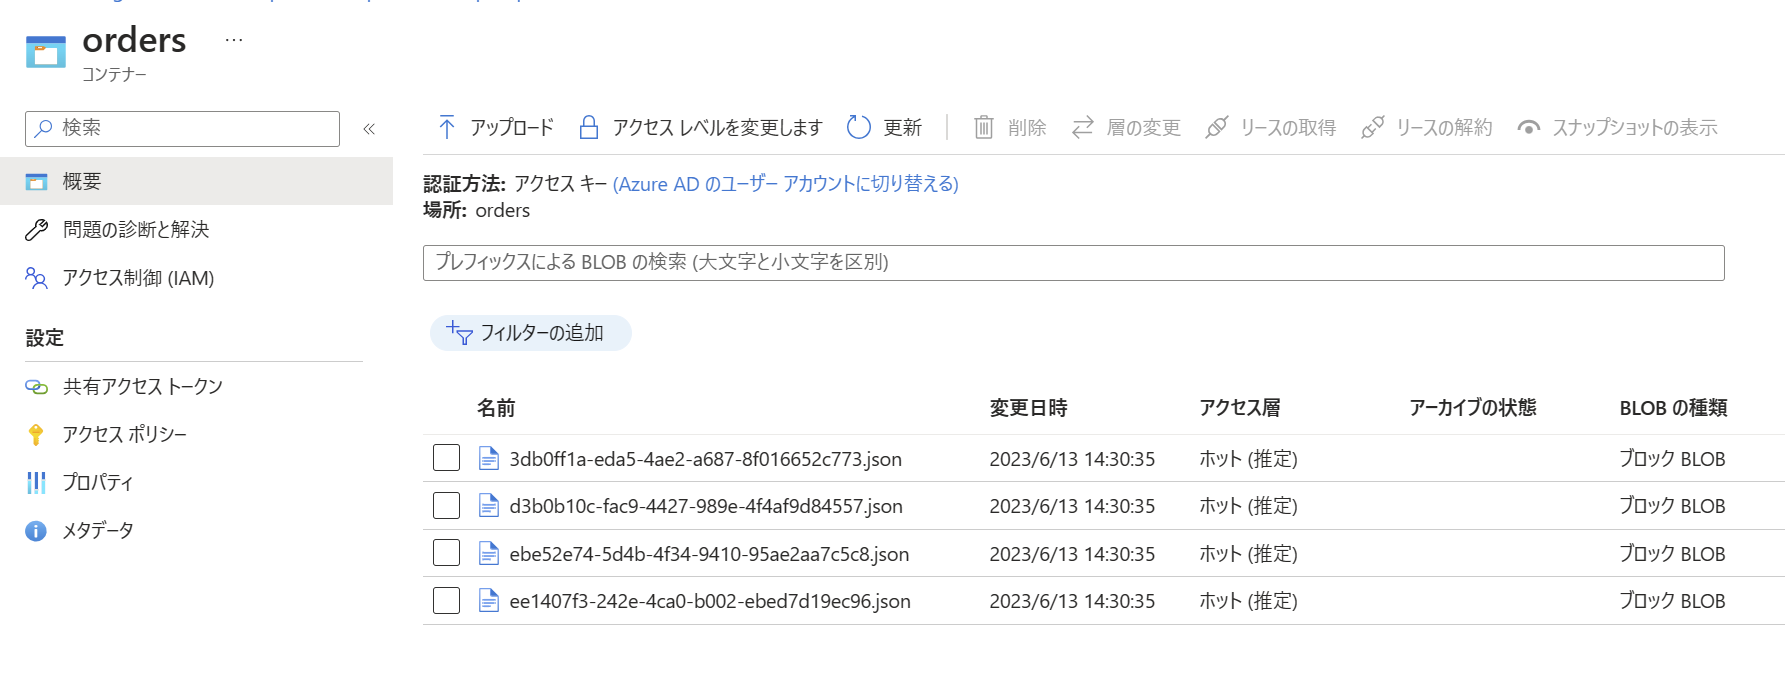 orders ...
コンテナー
検索 «
アップロード アクセス レベルを変更します 更新 削除 層の変更 リースの取得 リースの解約 スナップショットの表示
概要
問題の診断と解決
アクセス制御 (IAM)
設定
共有アクセス トークン
アクセス ポリシー
プロパティ
メタデータ
認証方法: アクセス キー (Azure AD のユーザー アカウントに切り替える)
場所: orders
プレフィックスによる BLOB の検索 (大文字と小文字を区別)
フィルターの追加
名前 変更日時 アクセス層 アーカイブの状態 BLOB の種類
3db0ff1a-eda5-4ae2-a687-8f016652c773.json 2023/6/13 14:30:35 ホット (推定) ブロック BLOB
d3b0b10c-fac9-4427-989e-4f4af9d84557.json 2023/6/13 14:30:35 ホット (推定) ブロック BLOB
ebe52e74-5d4b-4f34-9410-95ae2aa7c5c8.json 2023/6/13 14:30:35 ホット (推定) ブロック BLOB
ee1407f3-242e-4ca0-b002-ebed7d19ec96.json 2023/6/13 14:30:35 ホット (推定) ブロック BLOB